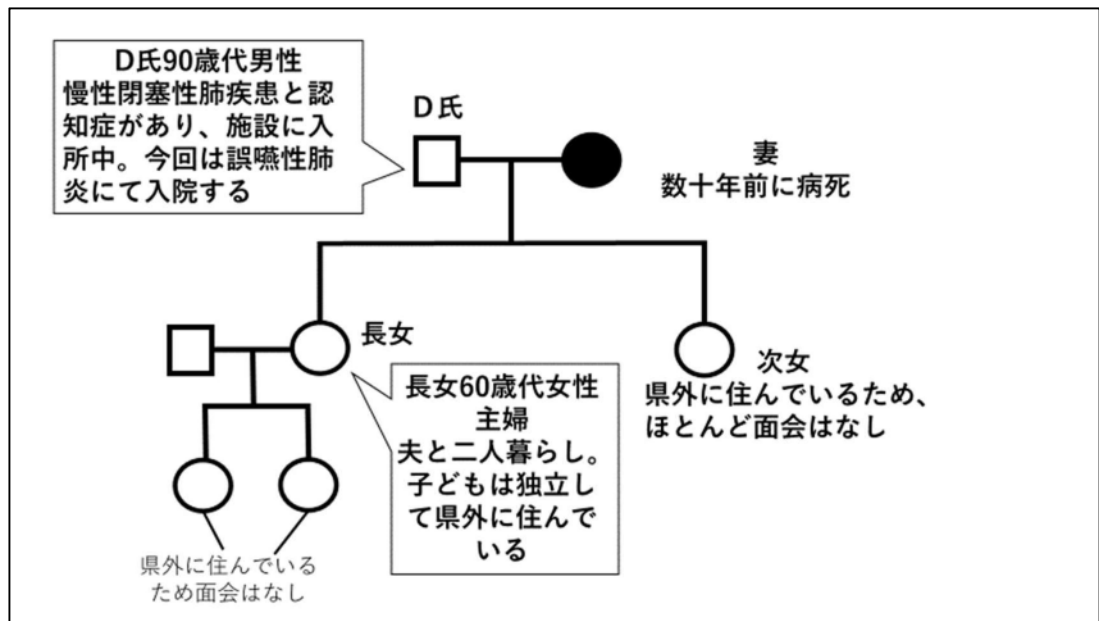 D氏90歳代男性
慢性閉塞性肺疾患と認
知症があり、施設に入
所中。今回は誤嚥性肺
炎にて入院する
D氏
妻
数十年前に病死
長女
長女60歳代女性
主婦
夫と二人暮らし。
子どもは独立し
て県外に住んで
いる
次女
県外に住んでいるため、
ほとんど面会はなし
県外に住んでいる
ため面会はなし